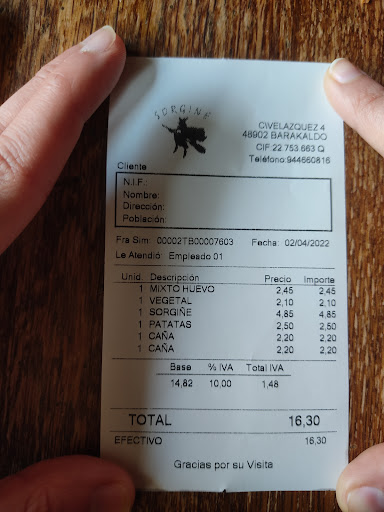 SORGIÑE
C\VELAZQUEZ 4
48902 BARAKALDO
CIF 22 753 663 Q
Teléfono:944660816
Cliente
N.I.F.:
Nombre:
Dirección:
Población:
Fra Sim: 00002TB00007603 Fecha: 02/04/2022
Le Atendió: Empleado 01
Unid. Descripción Precio Importe
1 MIXTO HUEVO 2,45 2,45
1 VEGETAL 2,10 2,10
1 SORGIÑE 4,85 4,85
1 PATATAS 2,50 2,50
1 CAÑA 2,20 2,20
1 CAÑA 2,20 2,20
Base % IVA Total IVA
14,82 10,00 1,48
TOTAL 16,30
EFECTIVO 16,30
Gracias por su Visita